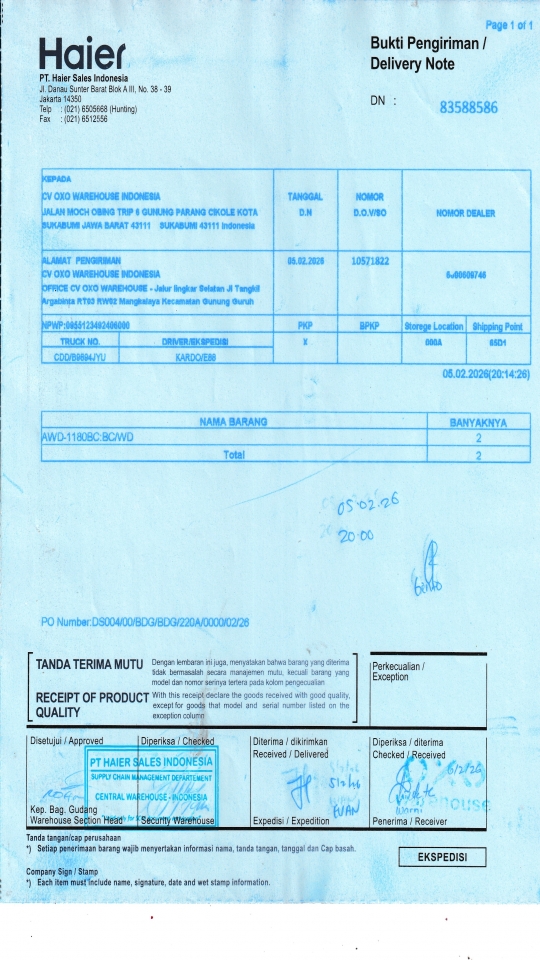 Page 1 of 1
Haier
Bukti Pengiriman /
Delivery Note
PT. Haier Sales Indonesia
Jl. Danau Sunter Barat Blok A III, No. 38 - 39
Jakarta 14350
Telp : (021) 6505668 (Hunting)
Fax : (021) 6512556
DN : 83588586
KEPADA
CV OXO WAREHOUSE INDONESIA
JALAN MOCH OBING TRIP 6 GUNUNG PARANG CIKOLE KOTA
SUKABUMI JAWA BARAT 43111 SUKABUMI 43111 Indonesia
TANGGAL
D.N
NOMOR
D.O.V/SO
NOMOR DEALER
ALAMAT PENGIRIMAN
CV OXO WAREHOUSE INDONESIA
OFFICE CV OXO WAREHOUSE - Jalur lingkar Selatan Jl Tangkil
Argabinta RT03 RW02 Mangkalaya Kecamatan Gunung Guruh
05.02.2026
10571822
PKP
BPKP
Storege Location
Shipping Point
TRUCK NO.
DRIVER/EKSPEDISI
X
000A
65D1
KARDO/E88
05.02.2026(20:14:26)
NAMA BARANG
BANYAKNYA
AWD-1180BC:BC/WD
2
Total
2
05.02.26
20.00
PO Number:DS004/00/BDG/BDG/220A/0000/02/26
TANDA TERIMA MUTU
Dengan lembaran ini juga, menyatakan bahwa barang yang diterima
tidak bermasalah secara manajemen mutu, kecuali barang yang
model dan nomor serinya tertera pada kolom pengecualian
RECEIPT OF PRODUCT
QUALITY
With this receipt declare the goods received with good quality,
except for goods that model and serial number listed on the
exception column
Perkecualian /
Exception
Disetujui / Approved
Diperiksa / Checked
Diterima / dikirimkan
Received / Delivered
Diperiksa / diterima
Checked / Received
PT HAIER SALES INDONESIA
SUPPLY CHAIN MANAGEMENT DEPARTEMENT
CENTRAL WAREHOUSE - INDONESIA
5/2/26
6/2/26
Kep. Bag. Gudang
Warehouse Section Head
Security Warehouse
Expedisi / Expedition
Penerima / Receiver
Tanda tangan/cap perusahaan
*) Setiap penerimaan barang wajib menyertakan informasi nama, tanda tangan, tanggal dan Cap basah.
EKSPEDISI
Company Sign / Stamp
*) Each item must include name, signature, date and wet stamp information.